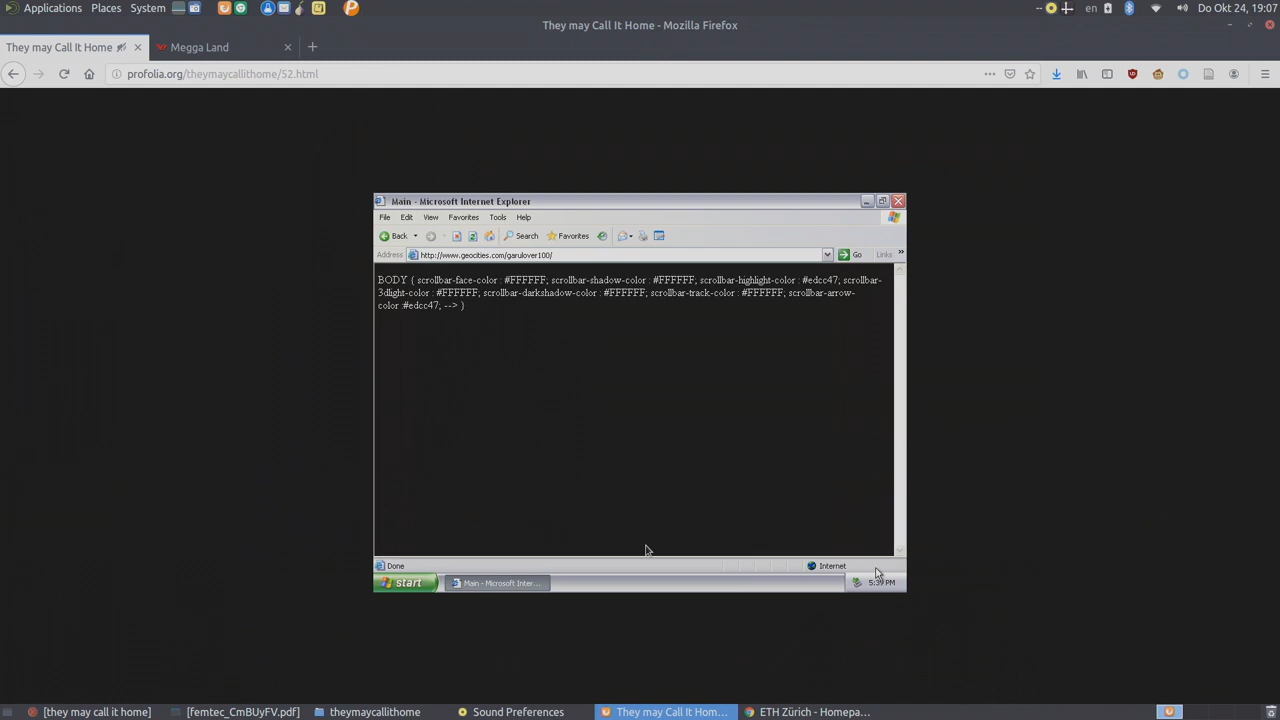 Applications Places System
en
Do Okt 24, 19:07
They may Call It Home - Mozilla Firefox
They may Call It Home
Megga Land
profolia.org/theymaycallithome/52.html
Main - Microsoft Internet Explorer
File Edit View Favorites Tools Help
Back Search Favorites
Address http://www.geocities.com/garulover100/ Go Links »
BODY { scrollbar-face-color : #FFFFFF; scrollbar-shadow-color : #FFFFFF; scrollbar-highlight-color : #edcc47; scrollbar-
3dlight-color : #FFFFFF; scrollbar-darkshadow-color : #FFFFFF; scrollbar-track-color : #FFFFFF; scrollbar-arrow-
color :#edcc47; --> }
Done Internet
start Main - Microsoft Inter... 5:39 PM
[they may call it home] [femtec_CmBUyFV.pdf] theymaycallithome Sound Preferences They may Call It Hom... ETH Zürich - Homepa...